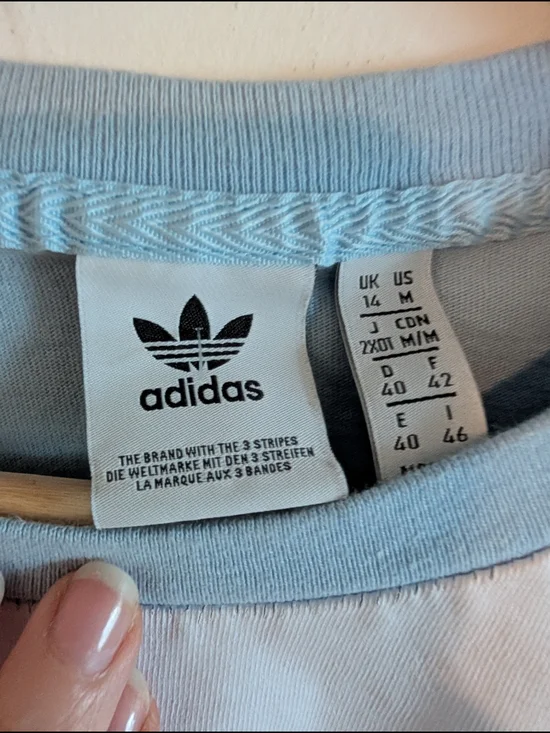 adidas
THE BRAND WITH THE 3 STRIPES
DIE WELTMARKE MIT DEN 3 STREIFEN
LA MARQUE AUX 3 BANDES
UK US
14 M
J CDN
2XOT M/M
D F
40 42
E I
40 46